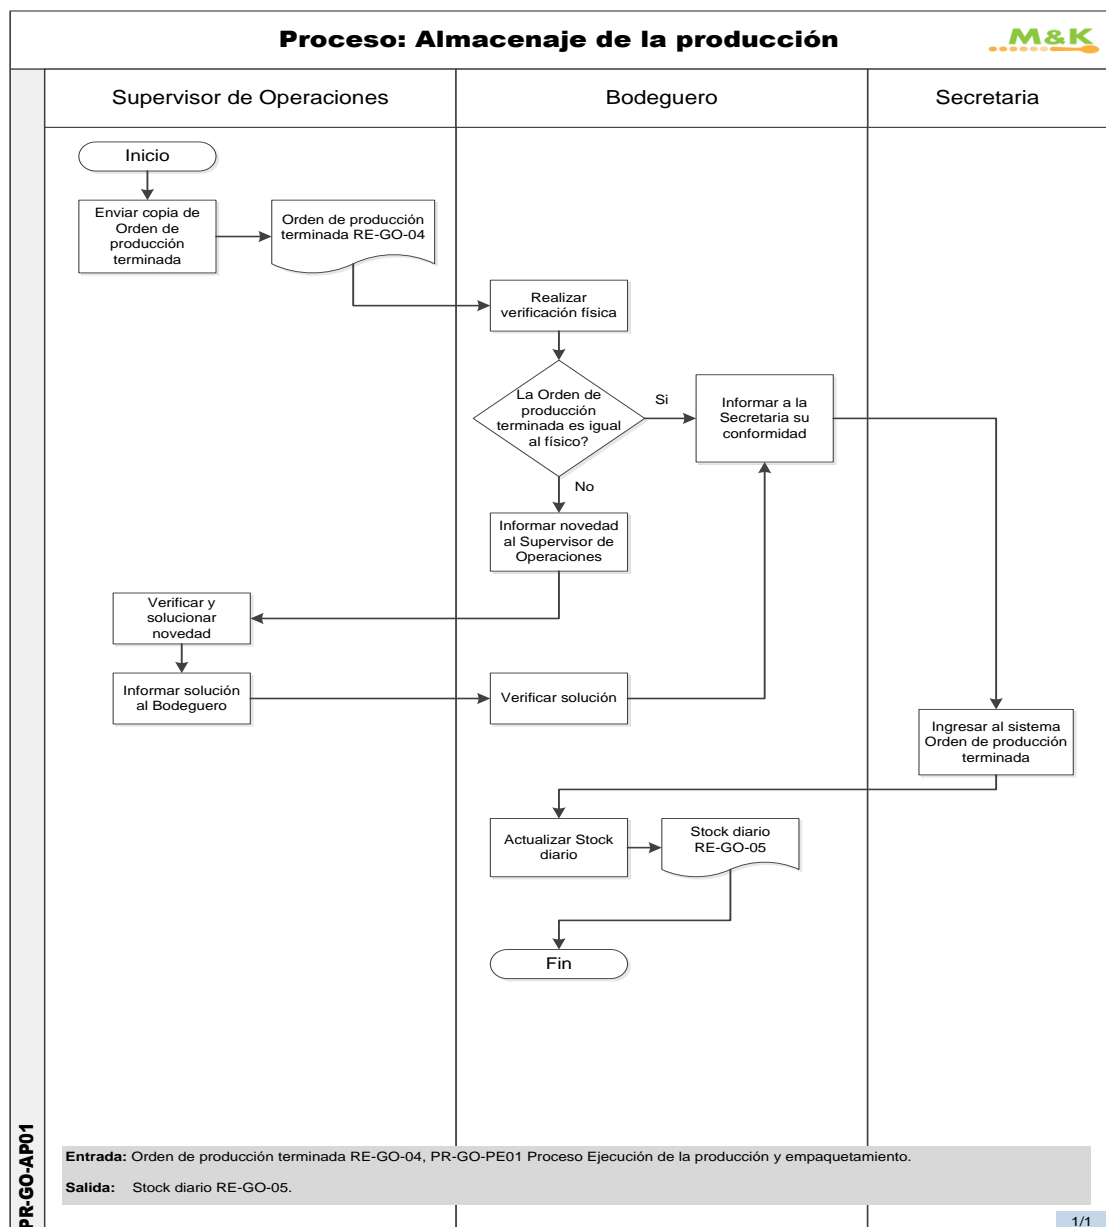 Proceso: Almacenaje de la producción
M&K
Supervisor de Operaciones
Bodeguero
Secretaria
Inicio
Enviar copia de
Orden de
producción
terminada
Orden de producción
terminada RE-GO-04
Realizar
verificación física
La Orden de
producción
terminada es igual
al físico?
Si
Informar a la
Secretaria su
conformidad
No
Informar novedad
al Supervisor de
Operaciones
Verificar y
solucionar
novedad
Informar solución
al Bodeguero
Verificar solución
Ingresar al sistema
Orden de producción
terminada
Actualizar Stock
diario
Stock diario
RE-GO-05
Fin
PR-GO-AP01
Entrada: Orden de producción terminada RE-GO-04, PR-GO-PE01 Proceso Ejecución de la producción y empaquetamiento.
Salida: Stock diario RE-GO-05.
1/1